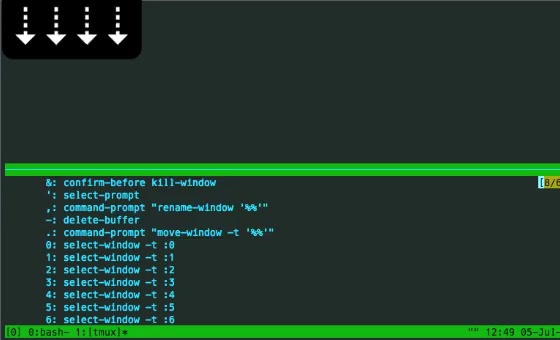 &: confirm-before kill-window
[8/6
': select-prompt
,: command-prompt "rename-window '%%'"
-: delete-buffer
.: command-prompt "move-window -t '%%'"
0: select-window -t :0
1: select-window -t :1
2: select-window -t :2
3: select-window -t :3
4: select-window -t :4
5: select-window -t :5
6: select-window -t :6
[0] 0:bash- 1:[tmux]* "" 12:49 05-Jul-